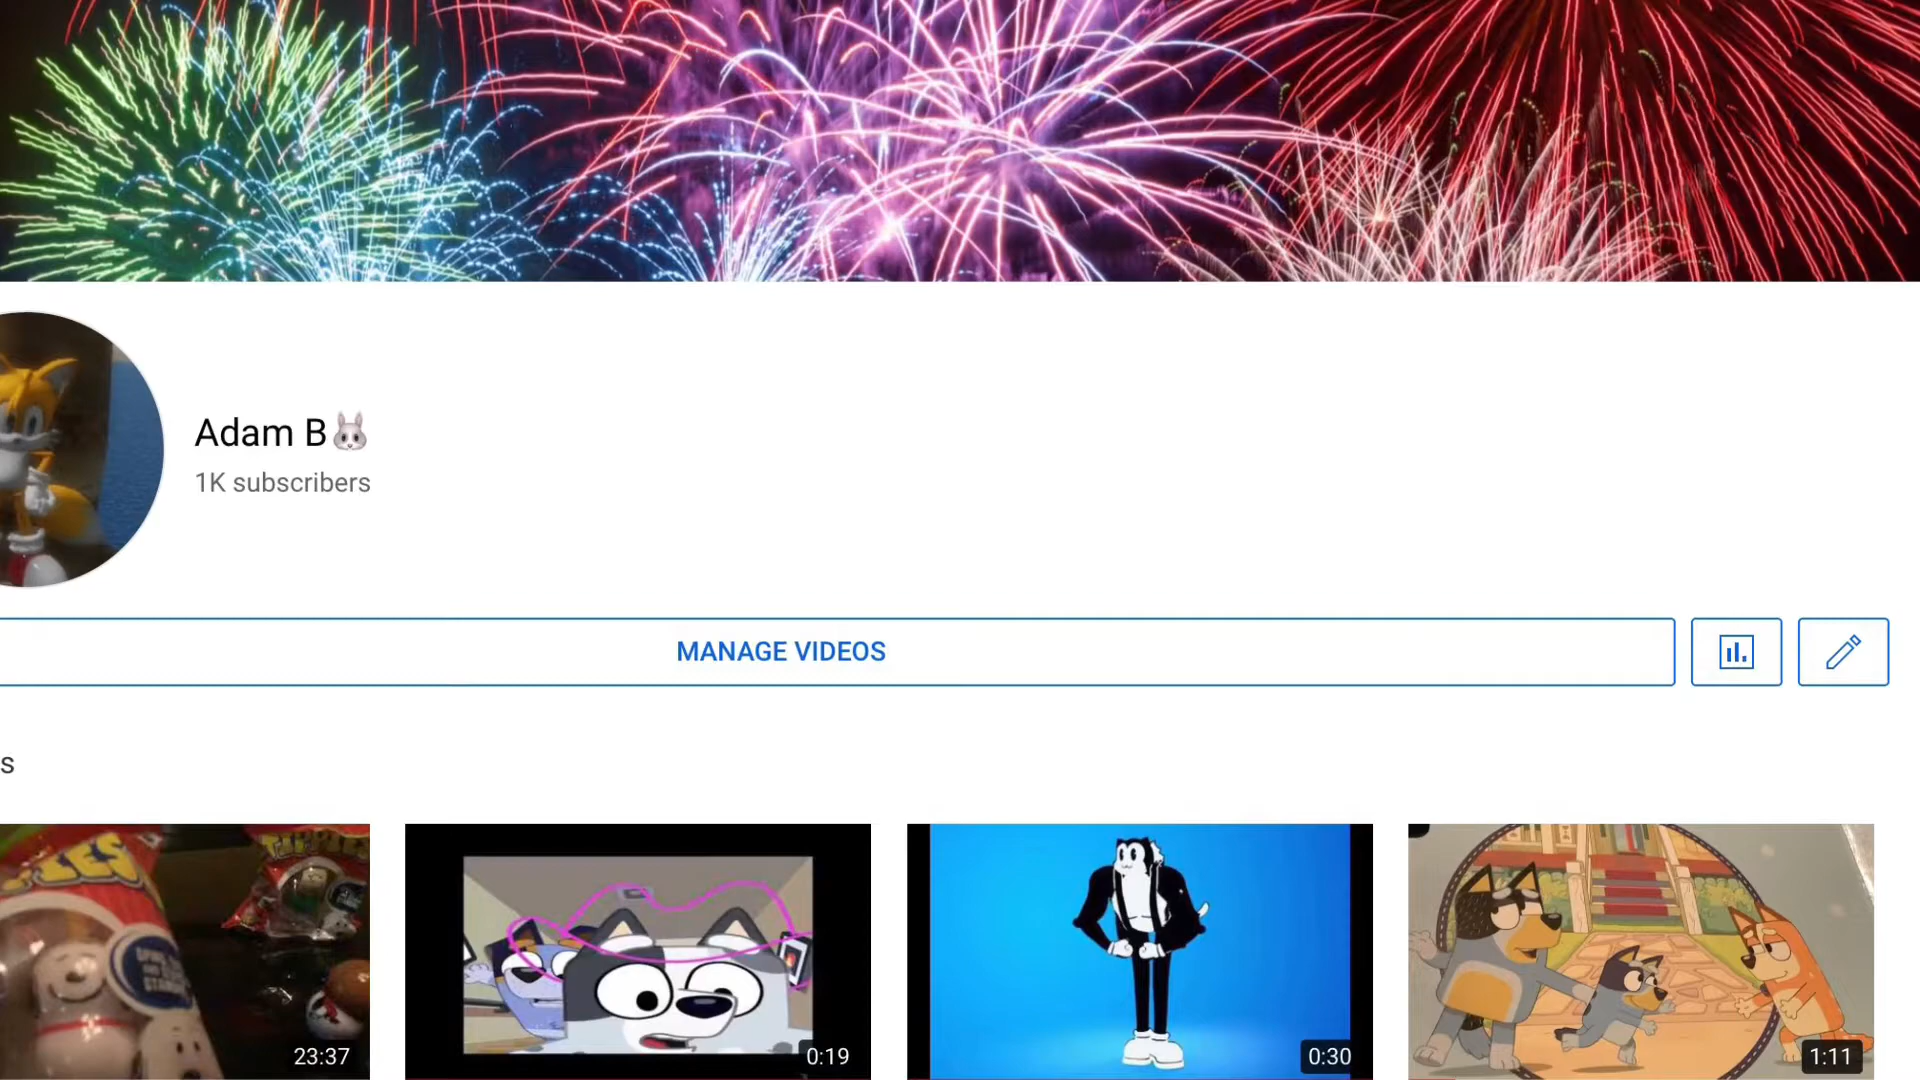 Adam B🐰
1K subscribers
MANAGE VIDEOS
s
23:37
0:19
0:30
1:11